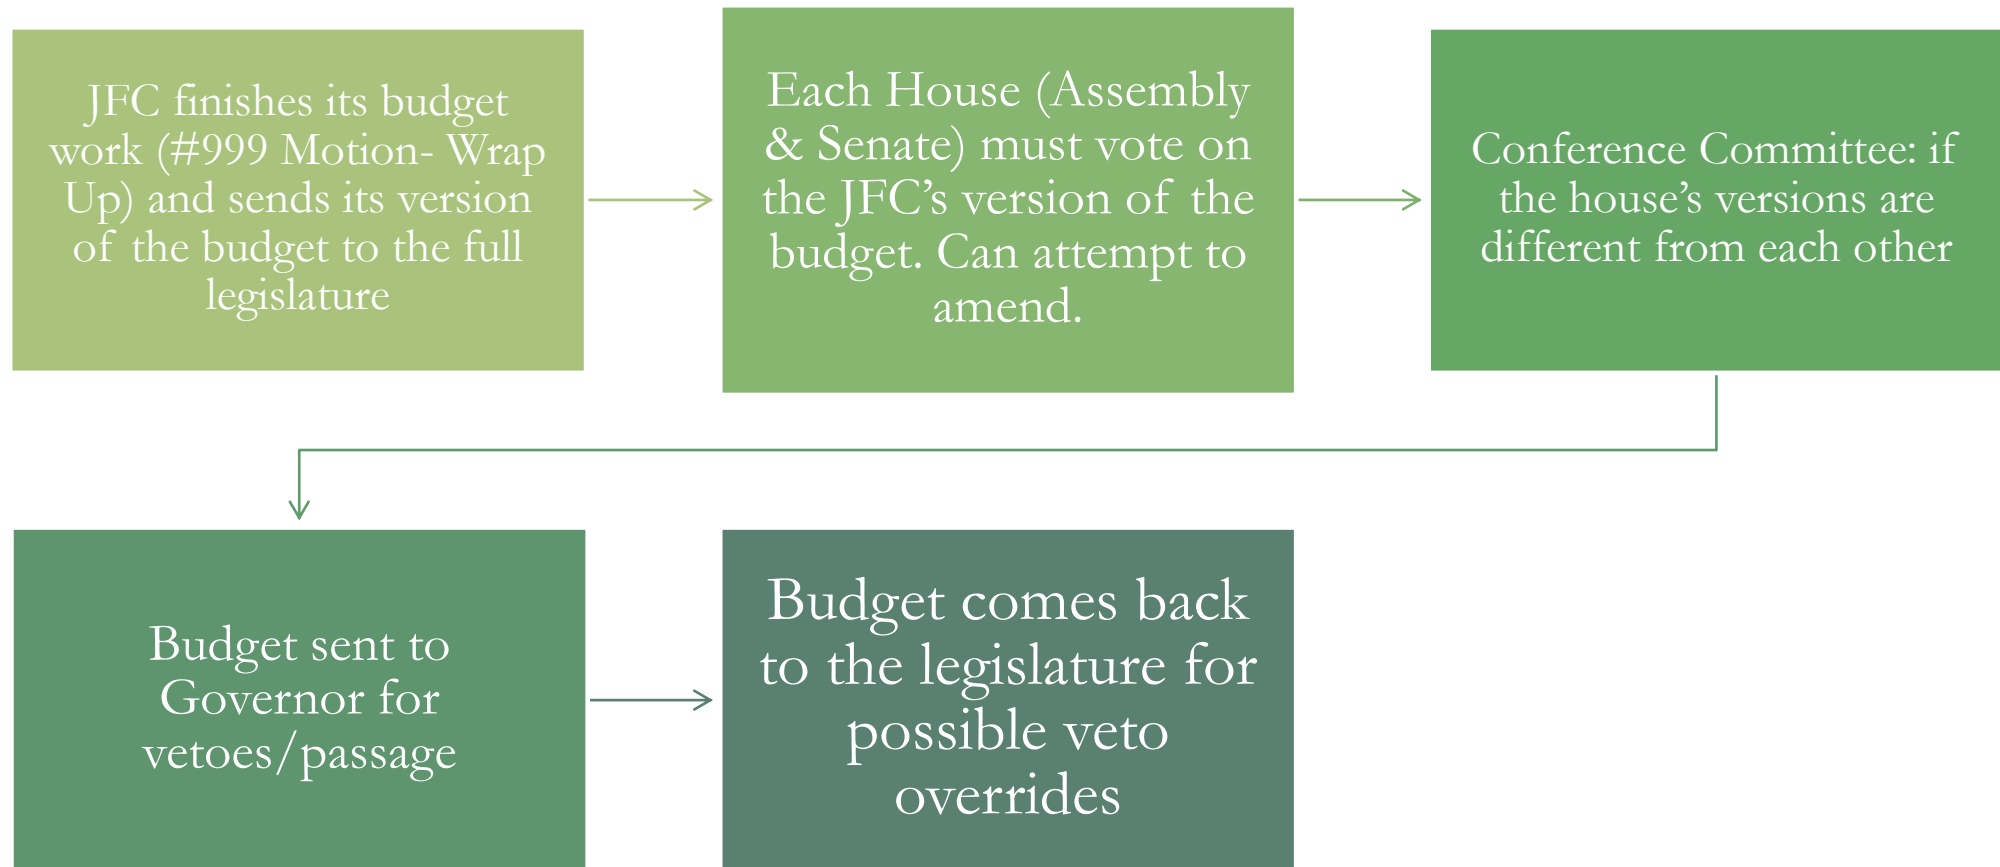 JFC finishes its budget
work (#999 Motion- Wrap
Up) and sends its version
of the budget to the full
legislature
Each House (Assembly
& Senate) must vote on
the JFC’s version of the
budget. Can attempt to
amend.
Conference Committee: if
the house’s versions are
different from each other
Budget sent to
Governor for
vetoes/passage
Budget comes back
to the legislature for
possible veto
overrides